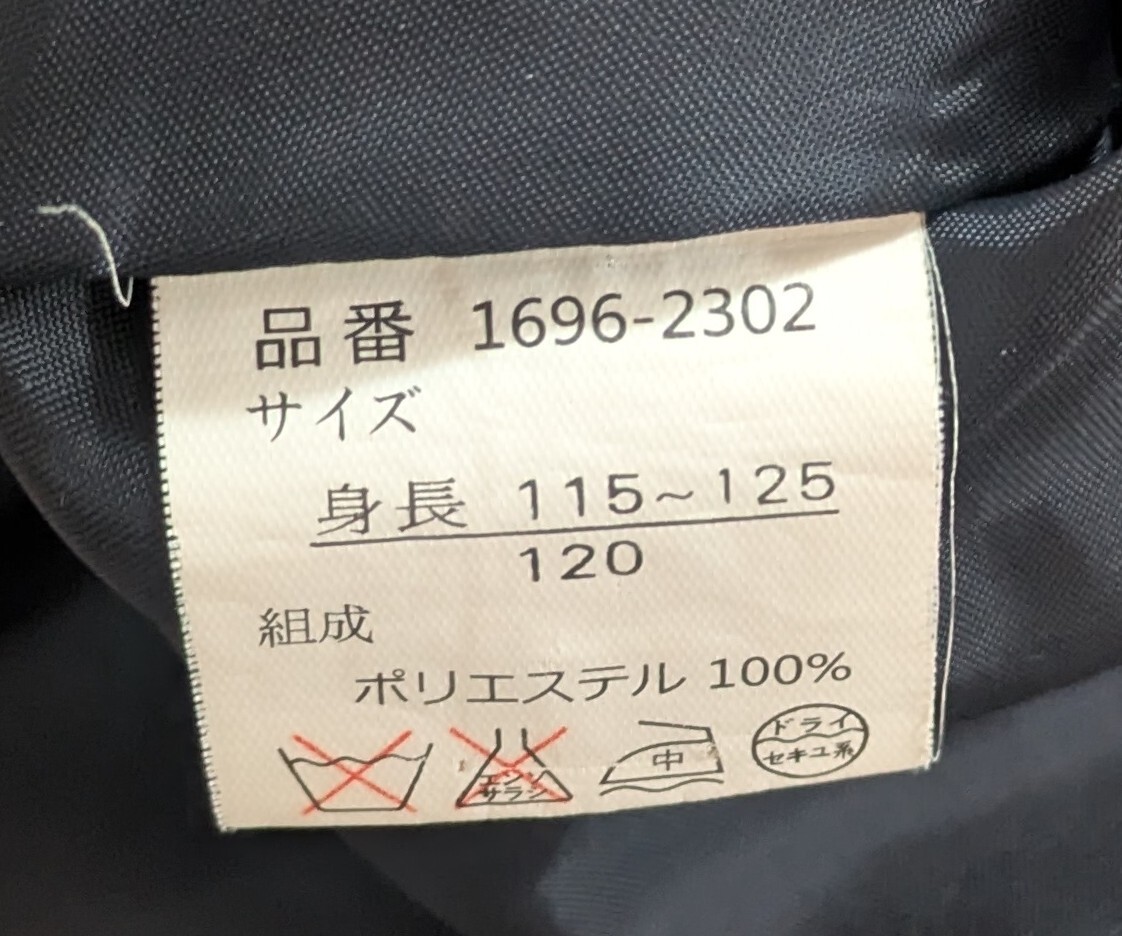 品番 1696-2302
サイズ
身長 115~125
120
組成
ポリエステル 100%
エンソ
サラシ
中
ドライ
セキユ系